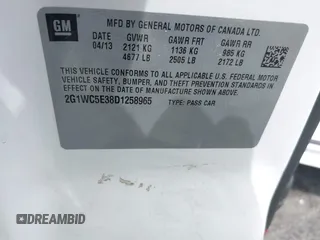 GM
MFD BY GENERAL MOTORS OF CANADA LTD.
DATE GVWR GAWR FRT GAWR RR
04/13 2121 KG 1136 KG 985 KG
4677 LB 2505 LB 2172 LB
THIS VEHICLE CONFORMS TO ALL APPLICABLE U.S. FEDERAL MOTOR
VEHICLE SAFETY, BUMPER, AND THEFT PREVENTION STANDARDS IN
EFFECT ON THE DATE OF MANUFACTURE SHOWN ABOVE.
2G1WC5E38D1258965 TYPE: PASS CAR
DREAMBID